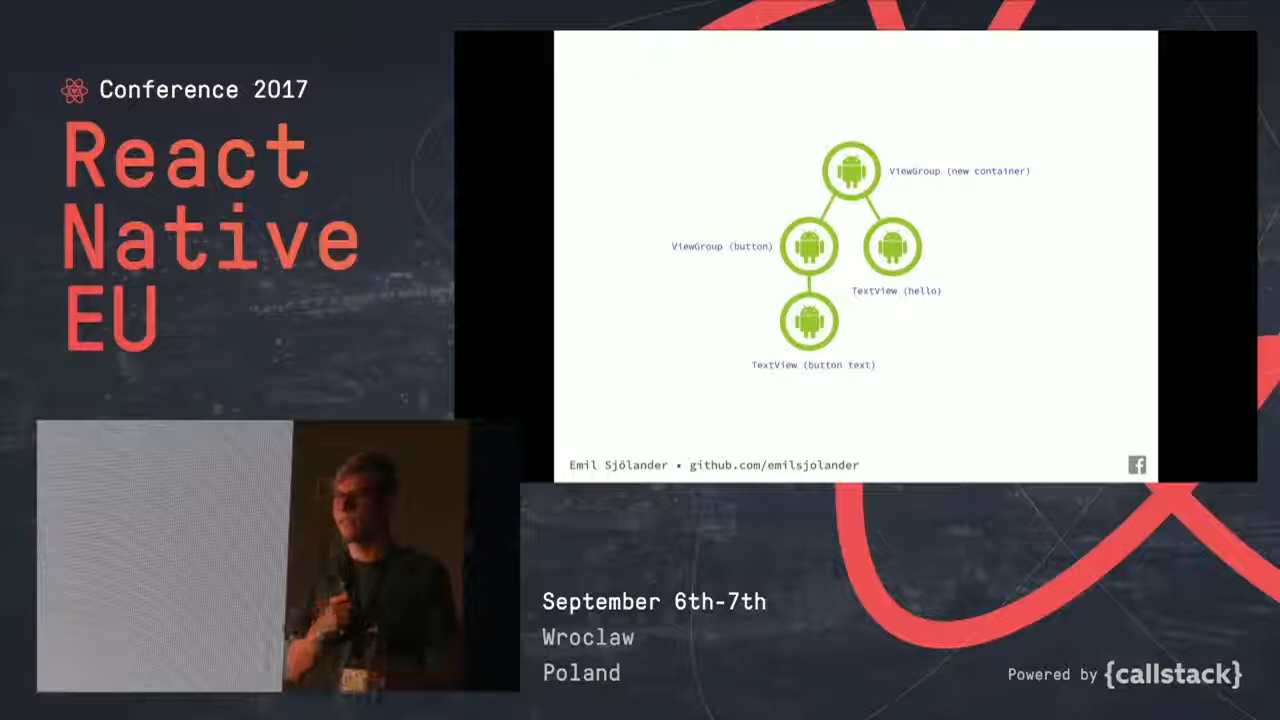 Conference 2017
React
Native
EU
ViewGroup (new container)
ViewGroup (button)
TextView (hello)
TextView (button text)
Emil Sjölander • github.com/emilsjolander
September 6th-7th
Wroclaw
Poland
Powered by {callstack}